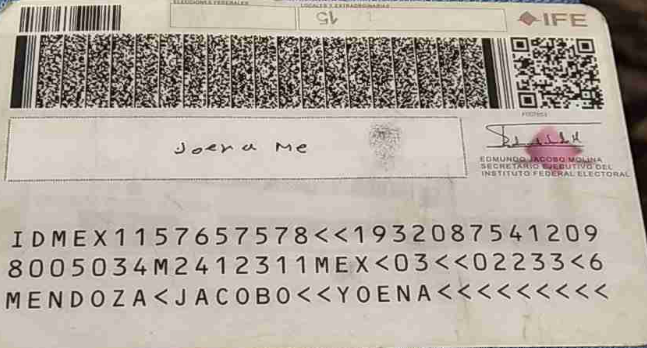 ELECCIONES FEDERALES
LOCALES Y EXTRAORDINARIAS
15
IFE
Joen a Me
EDMUNDO JACOBO MOLINA
SECRETARIO EJECUTIVO DEL
INSTITUTO FEDERAL ELECTORAL
IDMEX1157657578<<1932087541209
8005034M2412311MEX<03<<02233<6
MENDOZA<JACOBO<<YOENA<<<<<<<<<